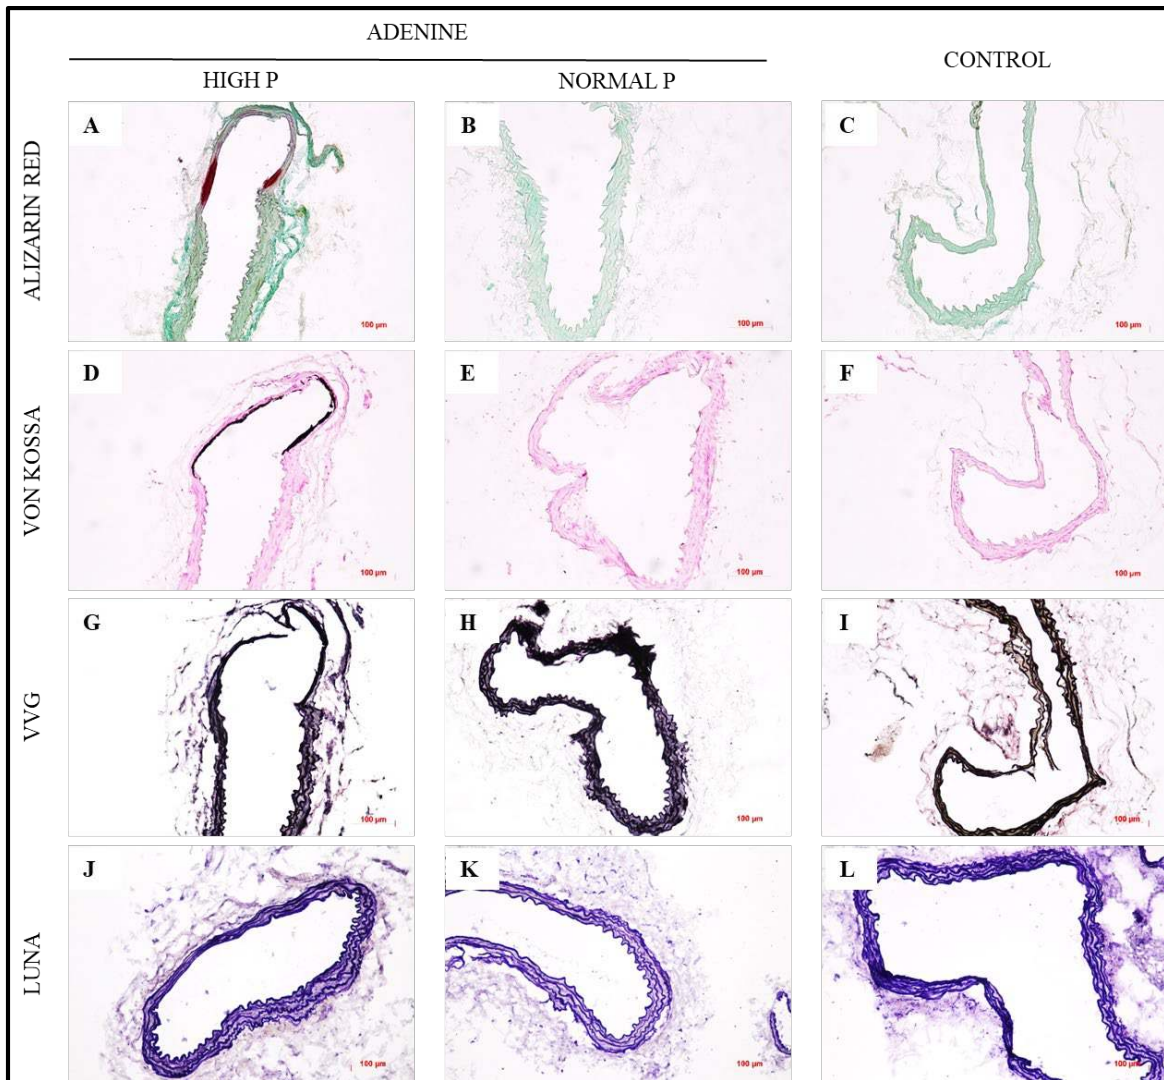 ADENINE
HIGH P
NORMAL P
CONTROL
ALIZARIN RED
A
100 µm
B
100 µm
C
100 µm
VON KOSSA
D
100 µm
E
100 µm
F
100 µm
VVG
G
100 µm
H
100 µm
I
100 µm
LUNA
J
100 µm
K
100 µm
L
100 µm